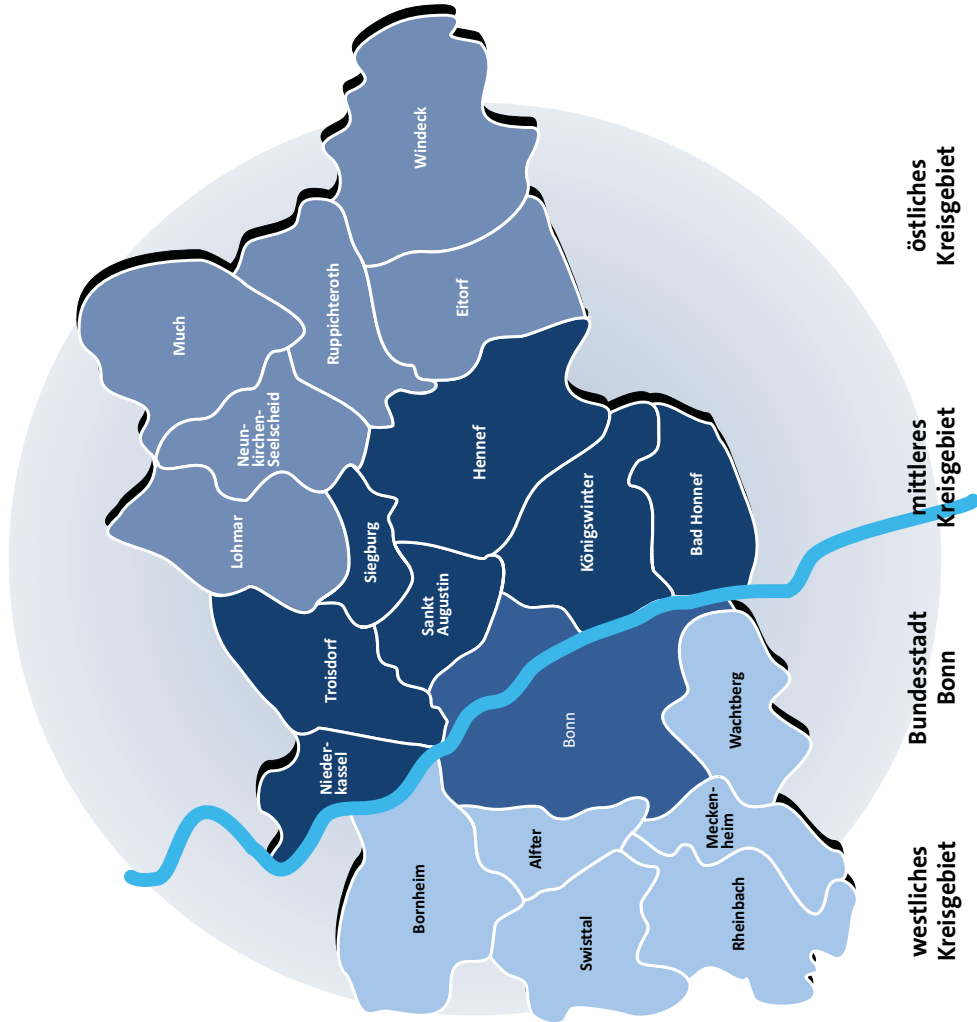 Much
Windeck
Neun-
kirchen-
Seelscheid
Ruppichteroth
Lohmar
Eitorf
Siegburg
Hennef
Troisdorf
Sankt
Augustin
Nieder-
kassel
Königswinter
Bad Honnef
Bonn
Bornheim
Alfter
Wachtberg
Swisttal
Mecken-
heim
Rheinbach
westliches
Kreisgebiet
Bundesstadt
Bonn
mittleres
Kreisgebiet
östliches
Kreisgebiet